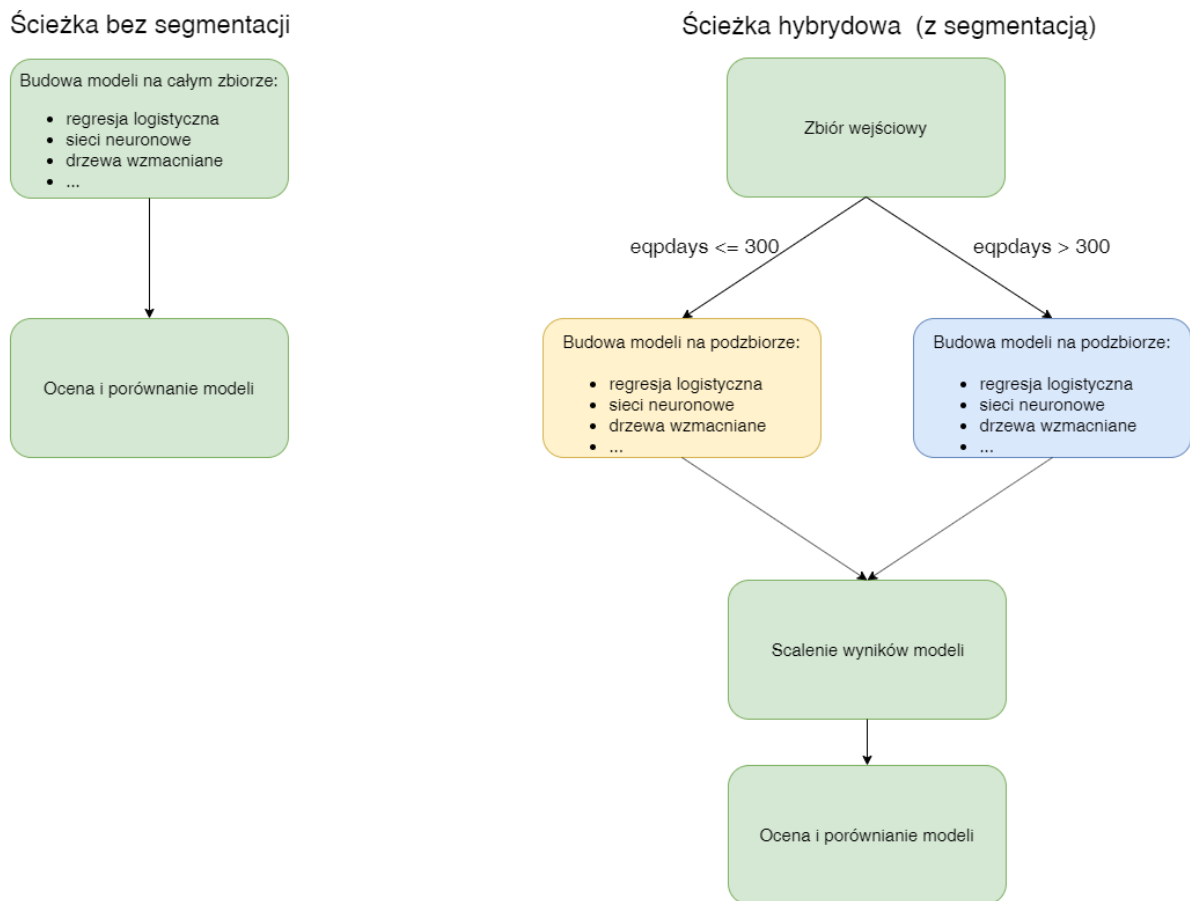 Ścieżka bez segmentacji
Budowa modeli na całym zbiorze:
• regresja logistyczna
• sieci neuronowe
• drzewa wzmacniane
• ...
Ocena i porównanie modeli
Ścieżka hybrydowa (z segmentacją)
Zbiór wejściowy
eqpdays <= 300
eqpdays > 300
Budowa modeli na podzbiorze:
• regresja logistyczna
• sieci neuronowe
• drzewa wzmacniane
• ...
Budowa modeli na podzbiorze:
• regresja logistyczna
• sieci neuronowe
• drzewa wzmacniane
• ...
Scalenie wyników modeli
Ocena i porównianie modeli